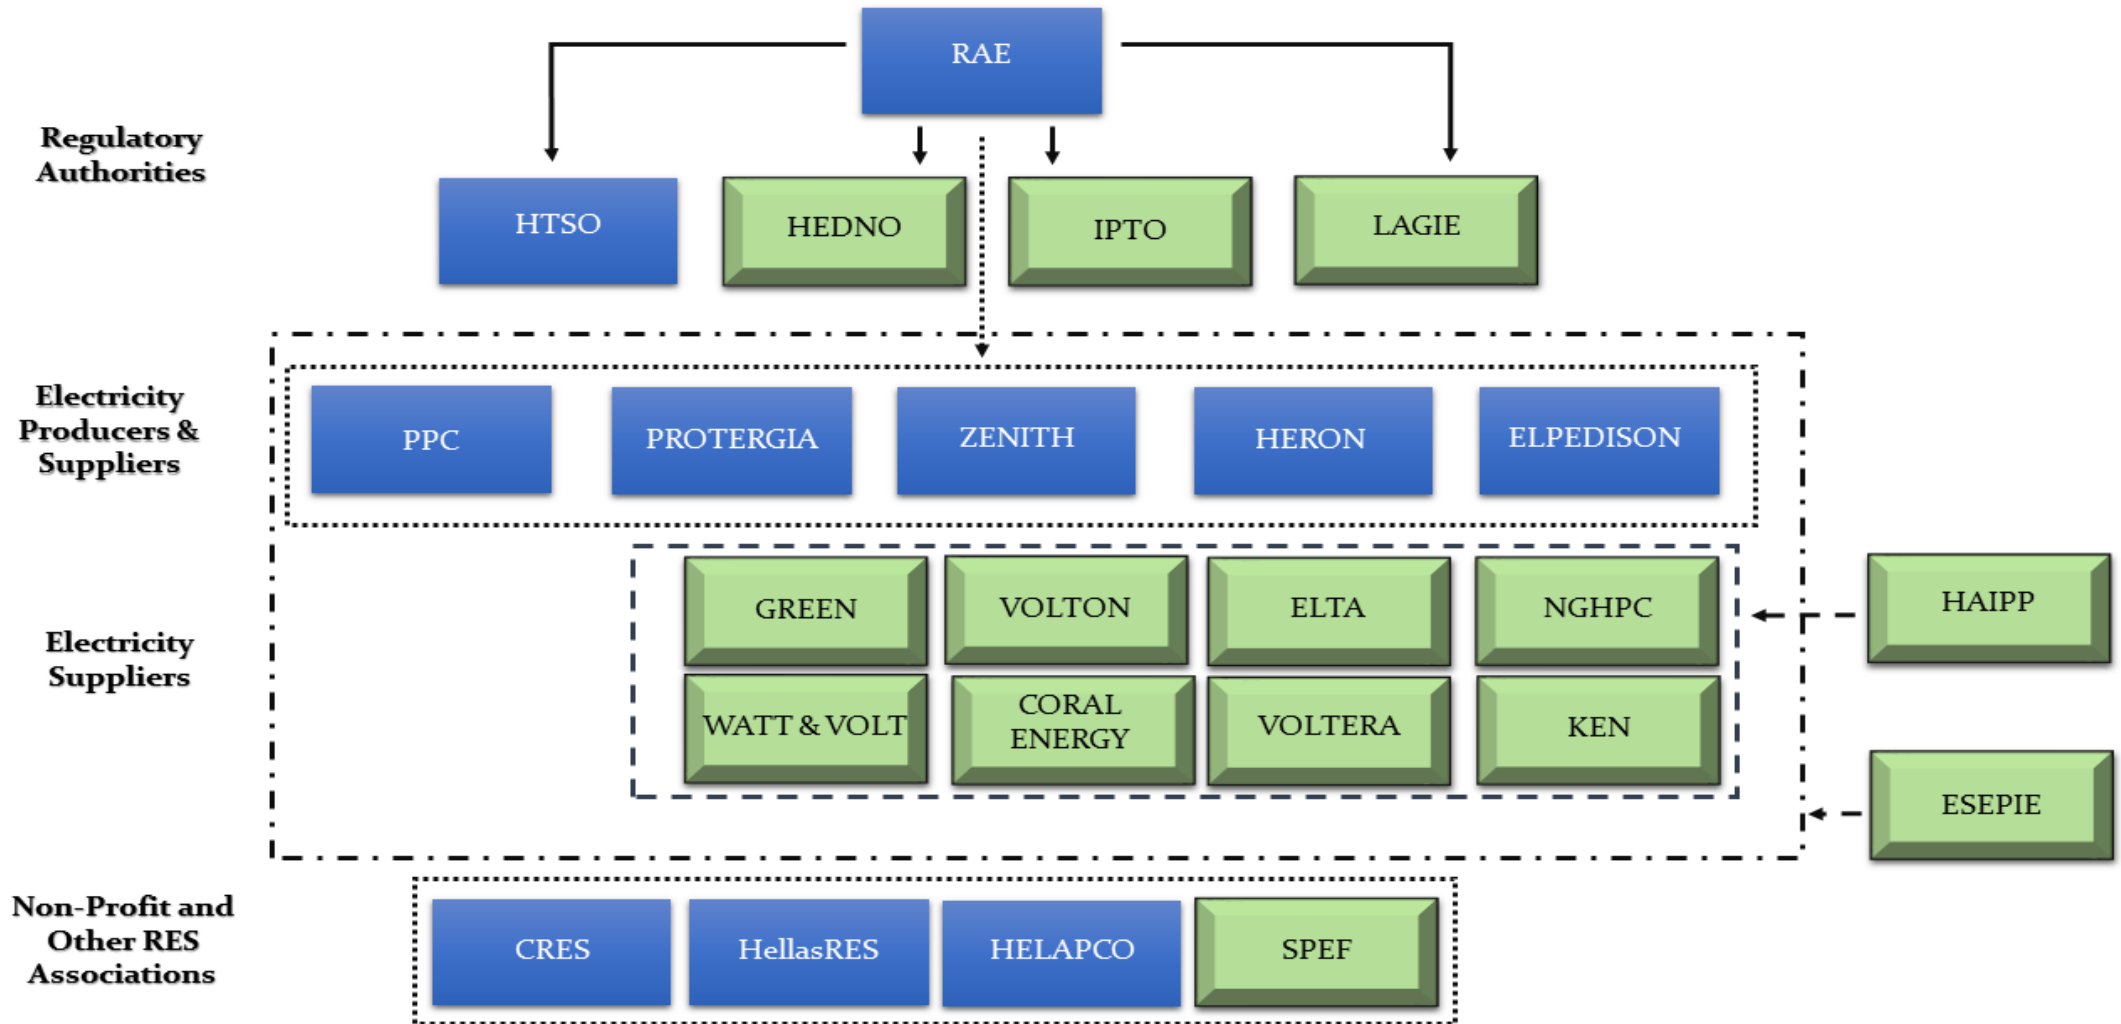 RAE
Regulatory
Authorities
HTSO
HEDNO
IPTO
LAGIE
Electricity
Producers &
Suppliers
PPC
PROTERGIA
ZENITH
HERON
ELPEDISON
Electricity
Suppliers
GREEN
VOLTON
ELTA
NGHPC
HAIPP
WATT & VOLT
CORAL
ENERGY
VOLTERA
KEN
ESEPIE
Non-Profit and
Other RES
Associations
CRES
HellasRES
HELAPCO
SPEF